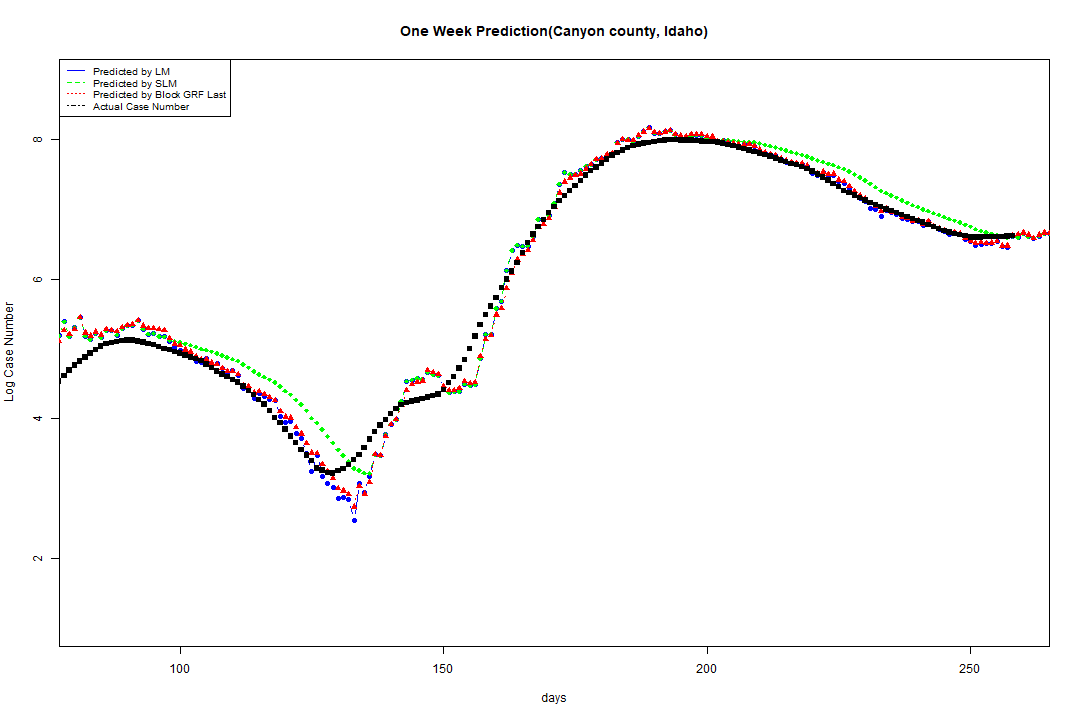 One Week Prediction(Canyon county, Idaho)
Predicted by LM
Predicted by SLM
Predicted by Block GRF Last
Actual Case Number
8
6
4
2
Log Case Number
100 150 200 250
days